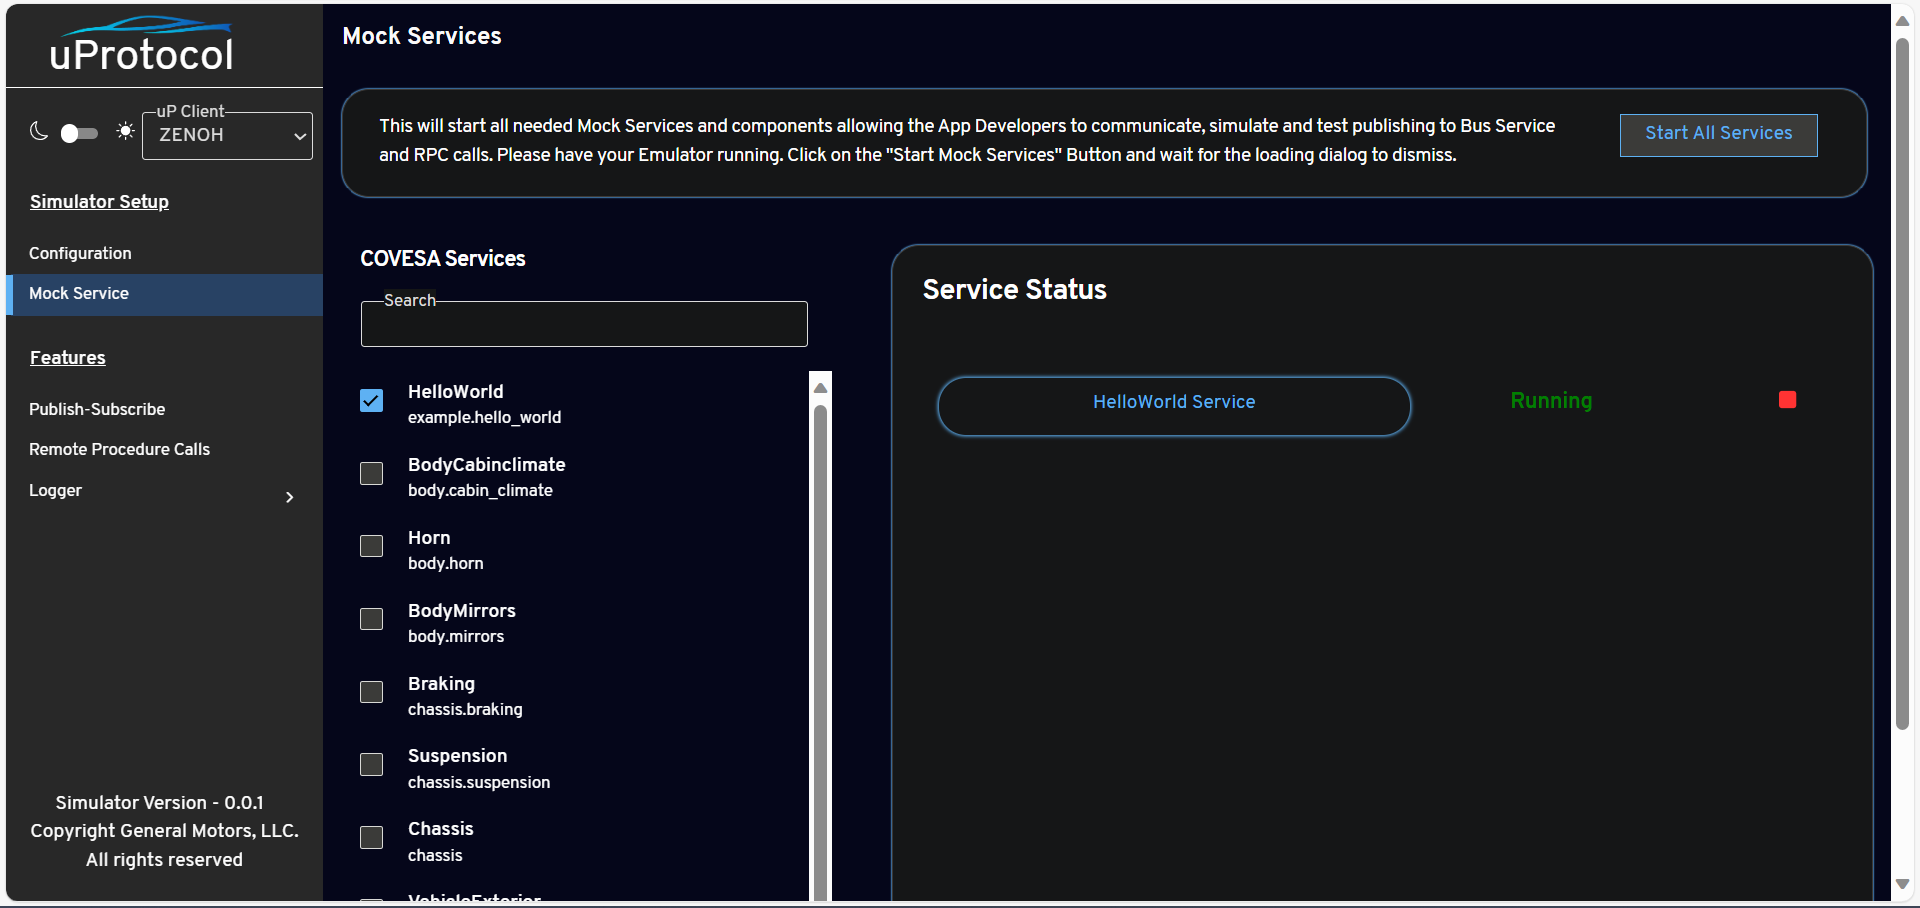 uProtocol
uP Client
ZENOH
Simulator Setup
Configuration
Mock Service
Features
Publish-Subscribe
Remote Procedure Calls
Logger
Simulator Version - 0.0.1
Copyright General Motors, LLC.
All rights reserved
Mock Services
This will start all needed Mock Services and components allowing the App Developers to communicate, simulate and test publishing to Bus Service
and RPC calls. Please have your Emulator running. Click on the "Start Mock Services" Button and wait for the loading dialog to dismiss.
Start All Services
COVESA Services
Search
HelloWorld
example.hello_world
BodyCabinclimate
body.cabin_climate
Horn
body.horn
BodyMirrors
body.mirrors
Braking
chassis.braking
Suspension
chassis.suspension
Chassis
chassis
VehicleExterior
Service Status
HelloWorld Service
Running